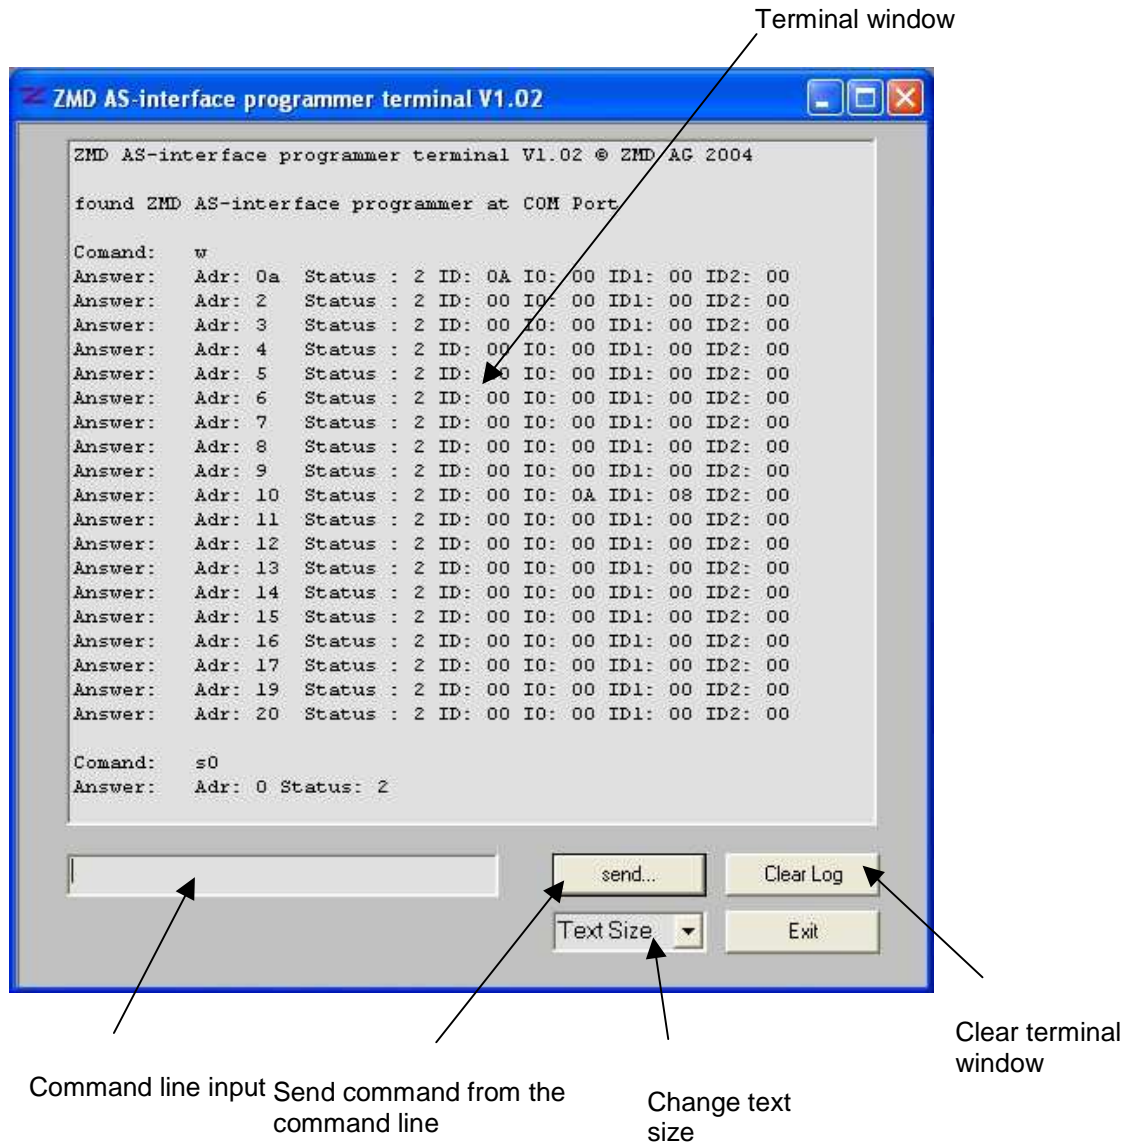 Terminal window
ZMD AS-interface programmer terminal V1.02
ZMD AS-interface programmer terminal V1.02 © ZMD AG 2004
found ZMD AS-interface programmer at COM Port
Comand: w
Answer: Adr: 0a Status : 2 ID: 0A IO: 00 ID1: 00 ID2: 00
Answer: Adr: 2 Status : 2 ID: 00 IO: 00 ID1: 00 ID2: 00
Answer: Adr: 3 Status : 2 ID: 00 IO: 00 ID1: 00 ID2: 00
Answer: Adr: 4 Status : 2 ID: 00 IO: 00 ID1: 00 ID2: 00
Answer: Adr: 5 Status : 2 ID: 00 IO: 00 ID1: 00 ID2: 00
Answer: Adr: 6 Status : 2 ID: 00 IO: 00 ID1: 00 ID2: 00
Answer: Adr: 7 Status : 2 ID: 00 IO: 00 ID1: 00 ID2: 00
Answer: Adr: 8 Status : 2 ID: 00 IO: 00 ID1: 00 ID2: 00
Answer: Adr: 9 Status : 2 ID: 00 IO: 00 ID1: 00 ID2: 00
Answer: Adr: 10 Status : 2 ID: 00 IO: 0A ID1: 08 ID2: 00
Answer: Adr: 11 Status : 2 ID: 00 IO: 00 ID1: 00 ID2: 00
Answer: Adr: 12 Status : 2 ID: 00 IO: 00 ID1: 00 ID2: 00
Answer: Adr: 13 Status : 2 ID: 00 IO: 00 ID1: 00 ID2: 00
Answer: Adr: 14 Status : 2 ID: 00 IO: 00 ID1: 00 ID2: 00
Answer: Adr: 15 Status : 2 ID: 00 IO: 00 ID1: 00 ID2: 00
Answer: Adr: 16 Status : 2 ID: 00 IO: 00 ID1: 00 ID2: 00
Answer: Adr: 17 Status : 2 ID: 00 IO: 00 ID1: 00 ID2: 00
Answer: Adr: 19 Status : 2 ID: 00 IO: 00 ID1: 00 ID2: 00
Answer: Adr: 20 Status : 2 ID: 00 IO: 00 ID1: 00 ID2: 00
Comand: s0
Answer: Adr: 0 Status: 2
send...
Clear Log
Text Size
Exit
Clear terminal
window
Command line input
Send command from the
command line
Change text
size